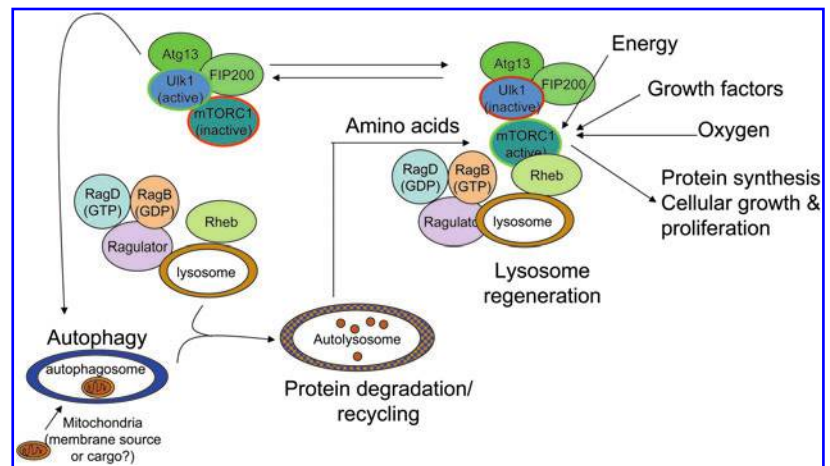 Atg13
Ulk1
(active)
FIP200
mTORC1
(inactive)
RagD
(GTP)
RagB
(GDP)
Ragulator
Rheb
lysosome
Autophagy
autophagosome
Mitochondria
(membrane source
or cargo?)
Autolysosome
Protein degradation/
recycling
Amino acids
Atg13
Ulk1
(inactive)
FIP200
mTORC1
active)
RagD
(GDP)
RagB
(GTP)
Ragulato
Rheb
lysosome
Lysosome
regeneration
Energy
Growth factors
Oxygen
Protein synthesis
Cellular growth &
proliferation